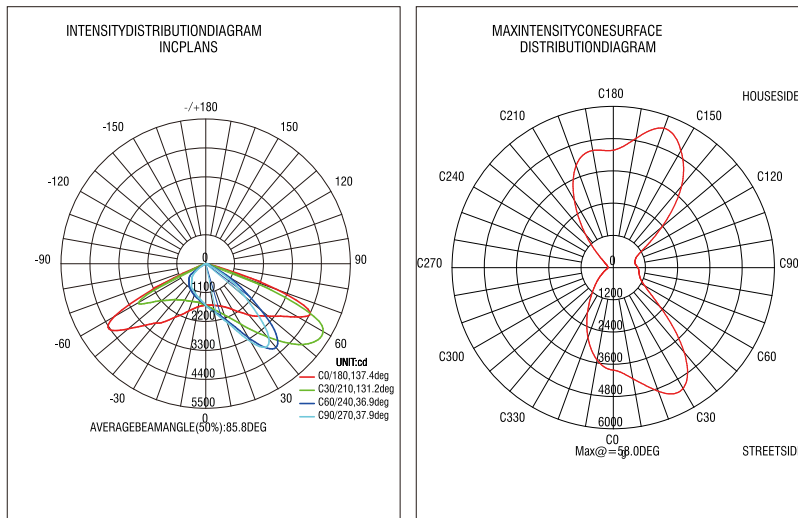 INTENSITYDISTRIBUTIONDIAGRAM
INCPLANS
-/+180
-150
150
-120
120
-90
90
-60
60
-30
30
0
0
1100
2200
3300
4400
5500
UNIT:cd
C0/180,137.4deg
C30/210,131.2deg
C60/240,36.9deg
C90/270,37.9deg
AVERAGEBEAMANGLE(50%):85.8DEG
MAXINTENSITYCONESURFACE
DISTRIBUTIONDIAGRAM
HOUSESIDE
C180
C210
C150
C240
C120
C270
C90
C300
C60
C330
C30
C0
0
1200
2400
3600
4800
6000
g
Max@=58.0DEG
STREETSID